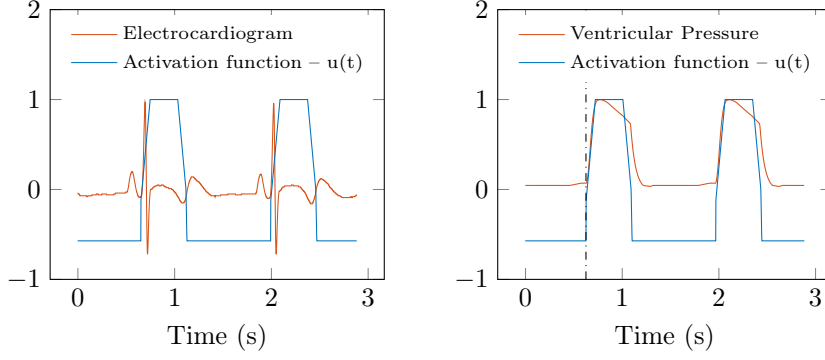 2
Electrocardiogram
Activation function – u(t)
1
0
−1
0 1 2 3
Time (s)
2
Ventricular Pressure
Activation function – u(t)
1
0
−1
0 1 2 3
Time (s)